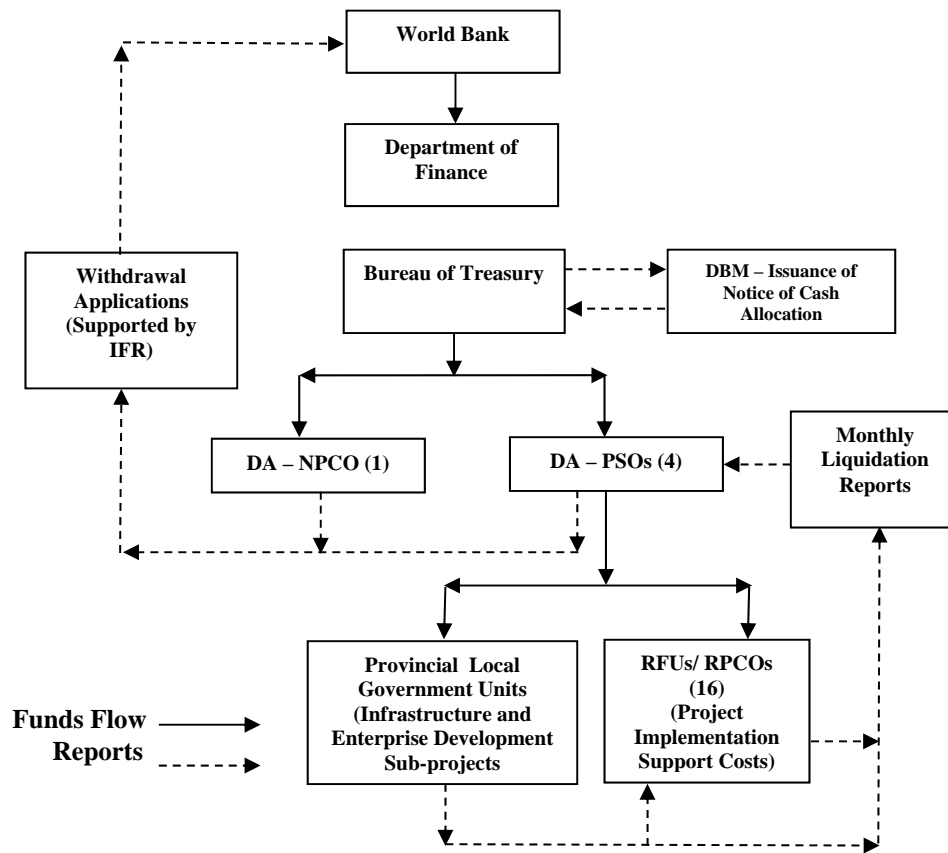 World Bank
Department of
Finance
Withdrawal
Applications
(Supported by
IFR)
Bureau of Treasury
DBM – Issuance of
Notice of Cash
Allocation
DA – NPCO (1)
DA – PSOs (4)
Monthly
Liquidation
Reports
Provincial Local
Government Units
(Infrastructure and
Enterprise Development
Sub-projects
RFUs/ RPCOs
(16)
(Project
Implementation
Support Costs)
Funds Flow
Reports